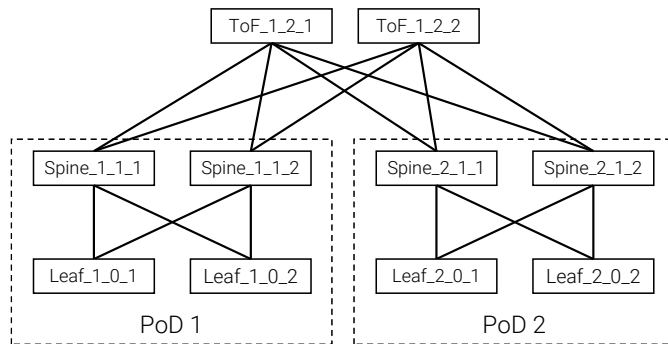 ToF_1_2_1 ToF_1_2_2
Spine_1_1_1 Spine_1_1_2 Spine_2_1_1 Spine_2_1_2
Leaf_1_0_1 Leaf_1_0_2 Leaf_2_0_1 Leaf_2_0_2
PoD 1 PoD 2